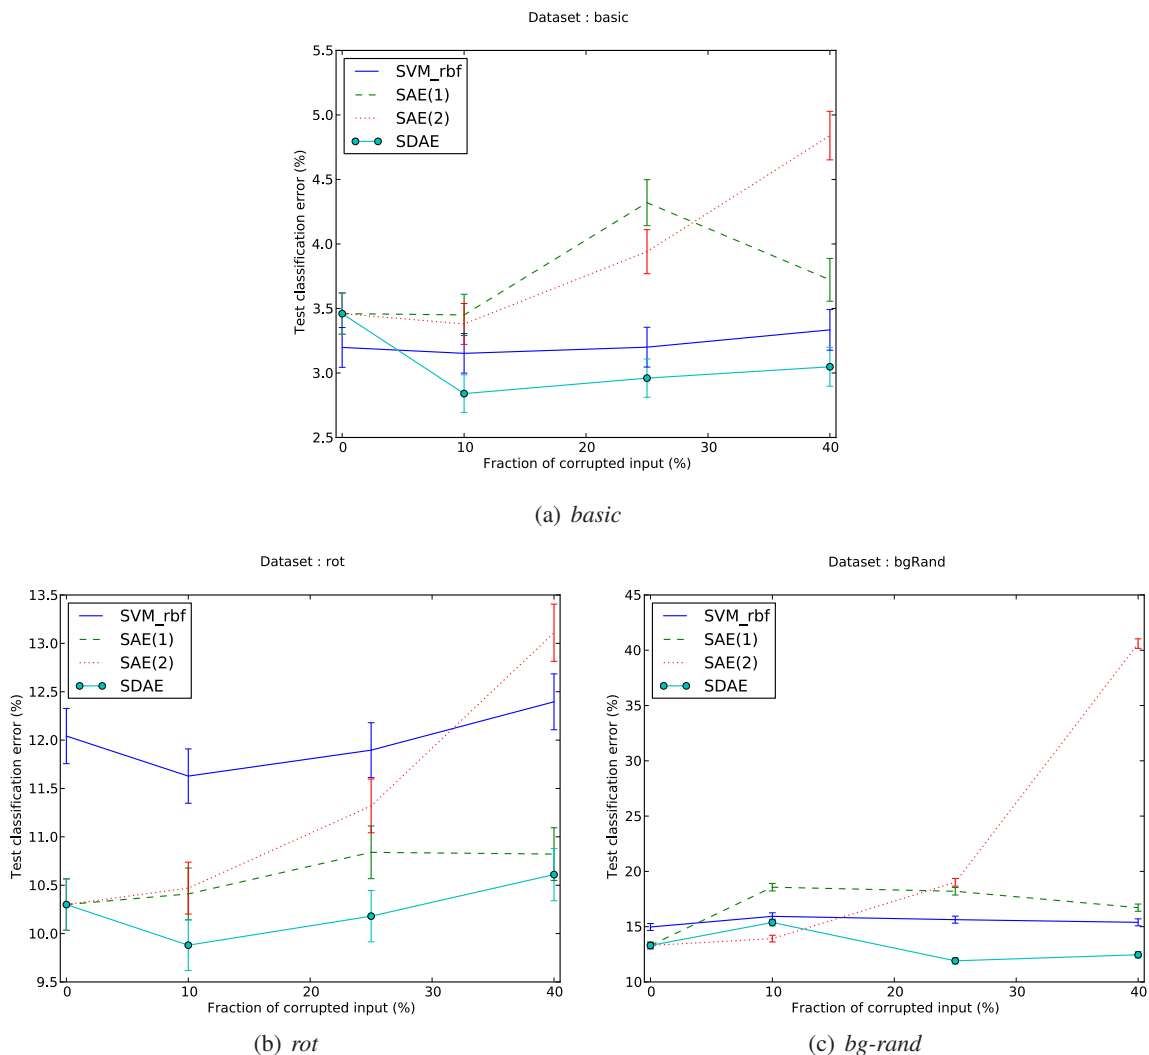 Dataset : basic
5.5
5.0
4.5
4.0
3.5
3.0
2.5
Test classification error (%)
SVM_rbf
SAE(1)
SAE(2)
SDAE
0 10 20 30 40
Fraction of corrupted input (%)
(a) basic
Dataset : rot
13.5
13.0
12.5
12.0
11.5
11.0
10.5
10.0
9.5
Test classification error (%)
SVM_rbf
SAE(1)
SAE(2)
SDAE
0 10 20 30 40
Fraction of corrupted input (%)
(b) rot
Dataset : bgRand
45
40
35
30
25
20
15
10
Test classification error (%)
SVM_rbf
SAE(1)
SAE(2)
SDAE
0 10 20 30 40
Fraction of corrupted input (%)
(c) bg-rand